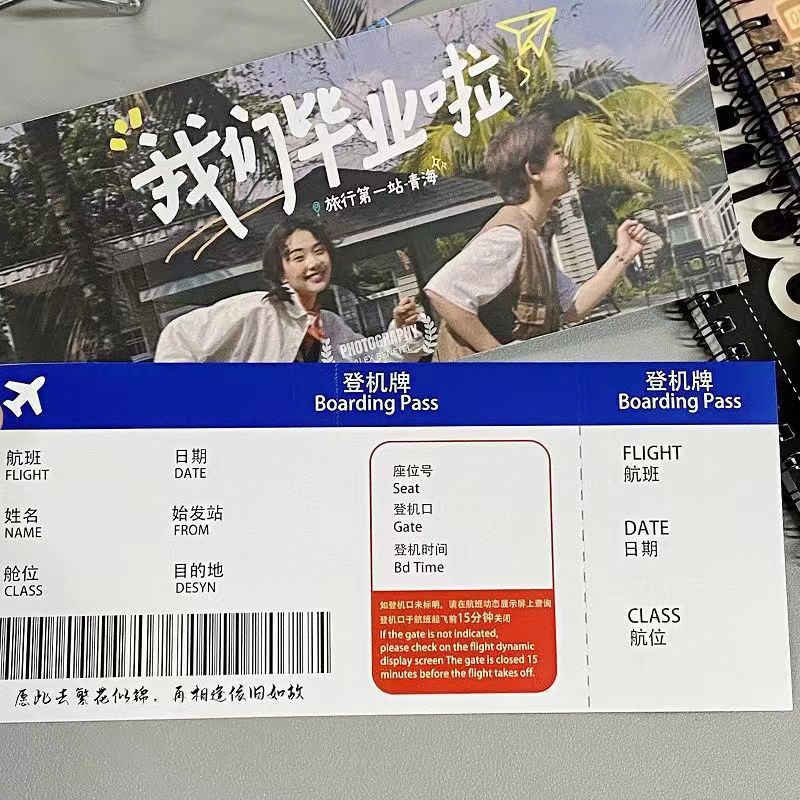 我们毕业啦
旅行第一站·青海
PHOTOGRAPHY
登机牌
Boarding Pass
登机牌
Boarding Pass
航班
FLIGHT
日期
DATE
姓名
NAME
始发站
FROM
舱位
CLASS
目的地
DESYN
座位号
Seat
登机口
Gate
登机时间
Bd Time
如登机口未标明，请在航班动态显示屏上查询
登机口于航班起飞前15分钟关闭
If the gate is not indicated,
please check on the flight dynamic
display screen The gate is closed 15
minutes before the flight takes off.
愿此去繁花似锦，再相逢依旧如故
FLIGHT
航班
DATE
日期
CLASS
航位